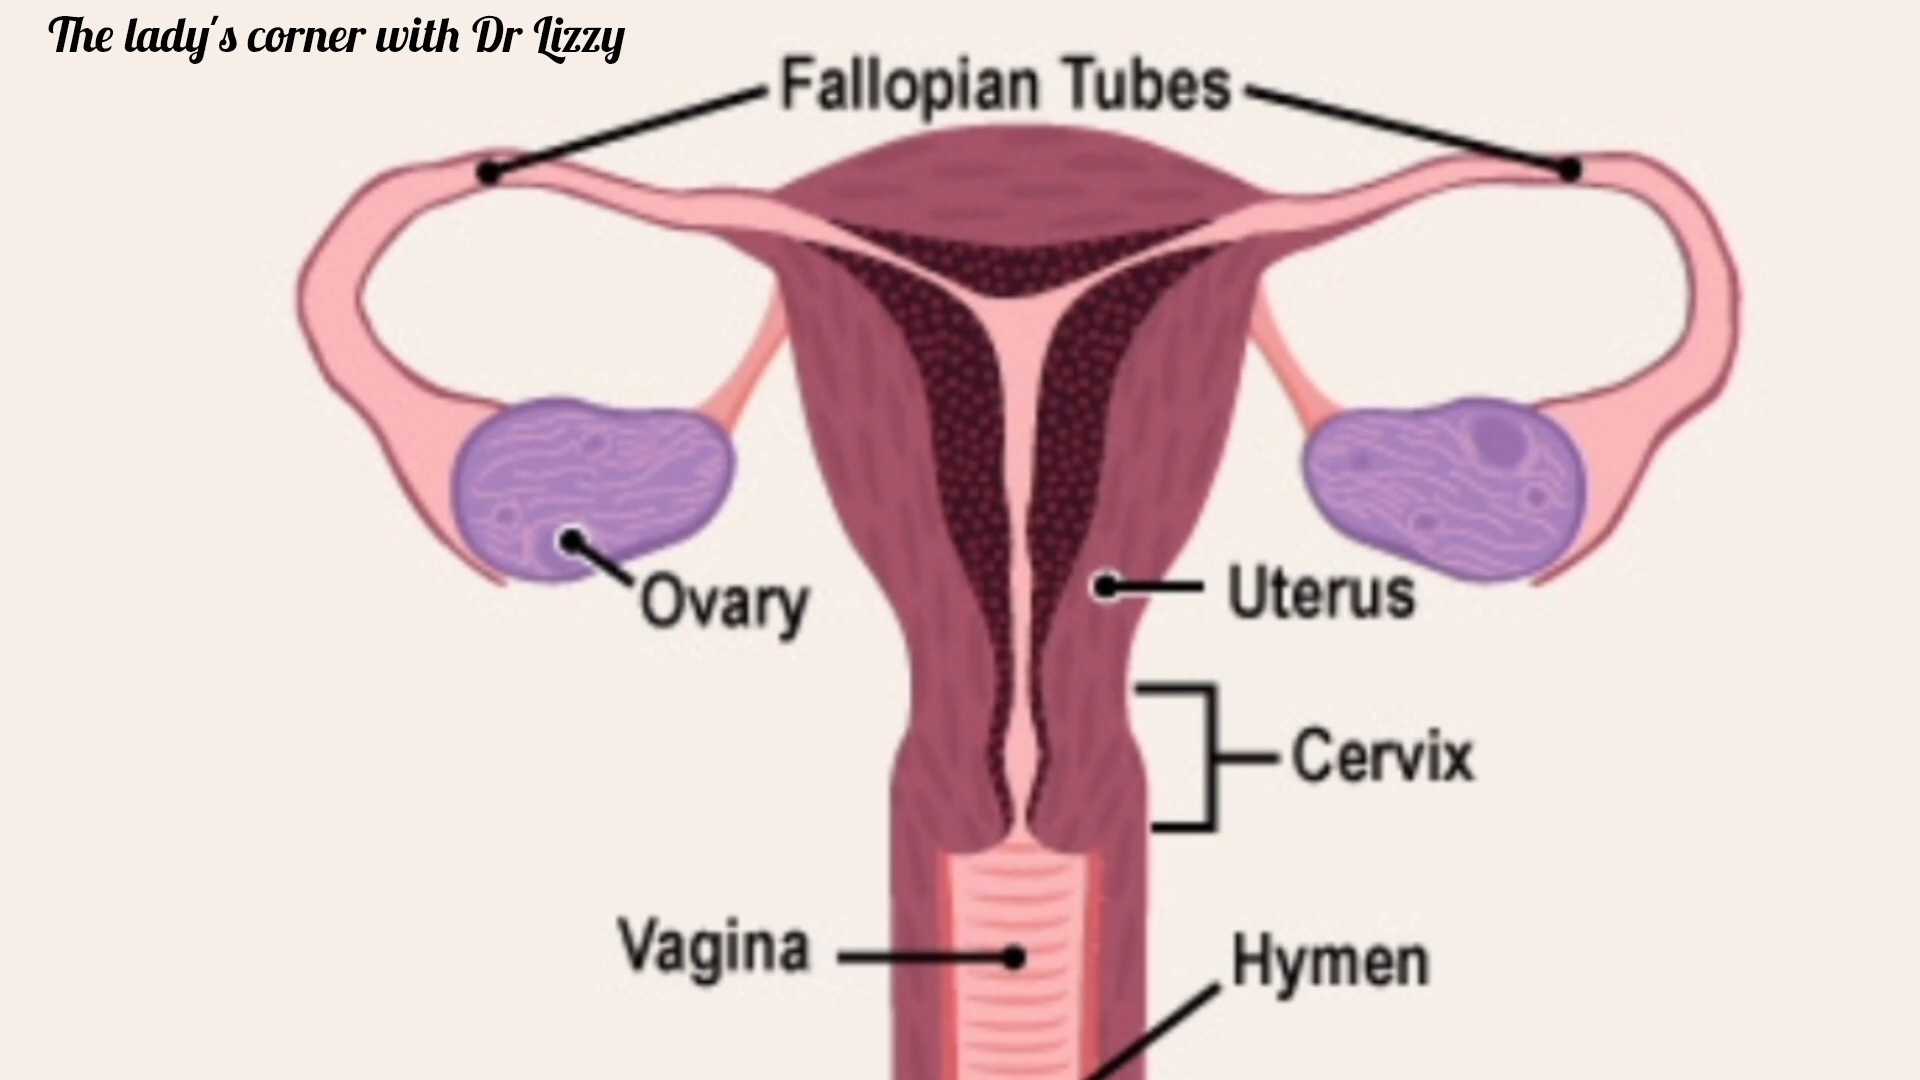 The lady's corner with Dr Lizzy
Fallopian Tubes
Ovary
Uterus
Cervix
Vagina
Hymen